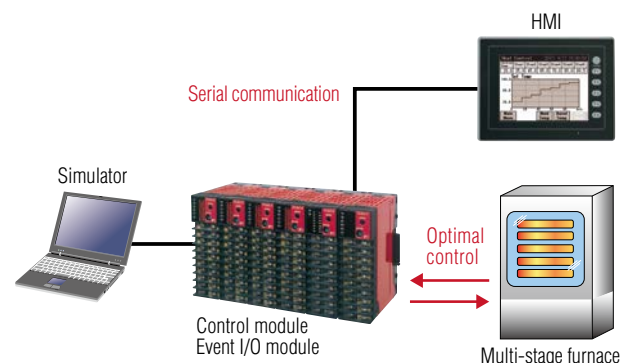 HMI
Serial communication
Simulator
Optimal
control
Control module
Event I/O module
Multi-stage furnace